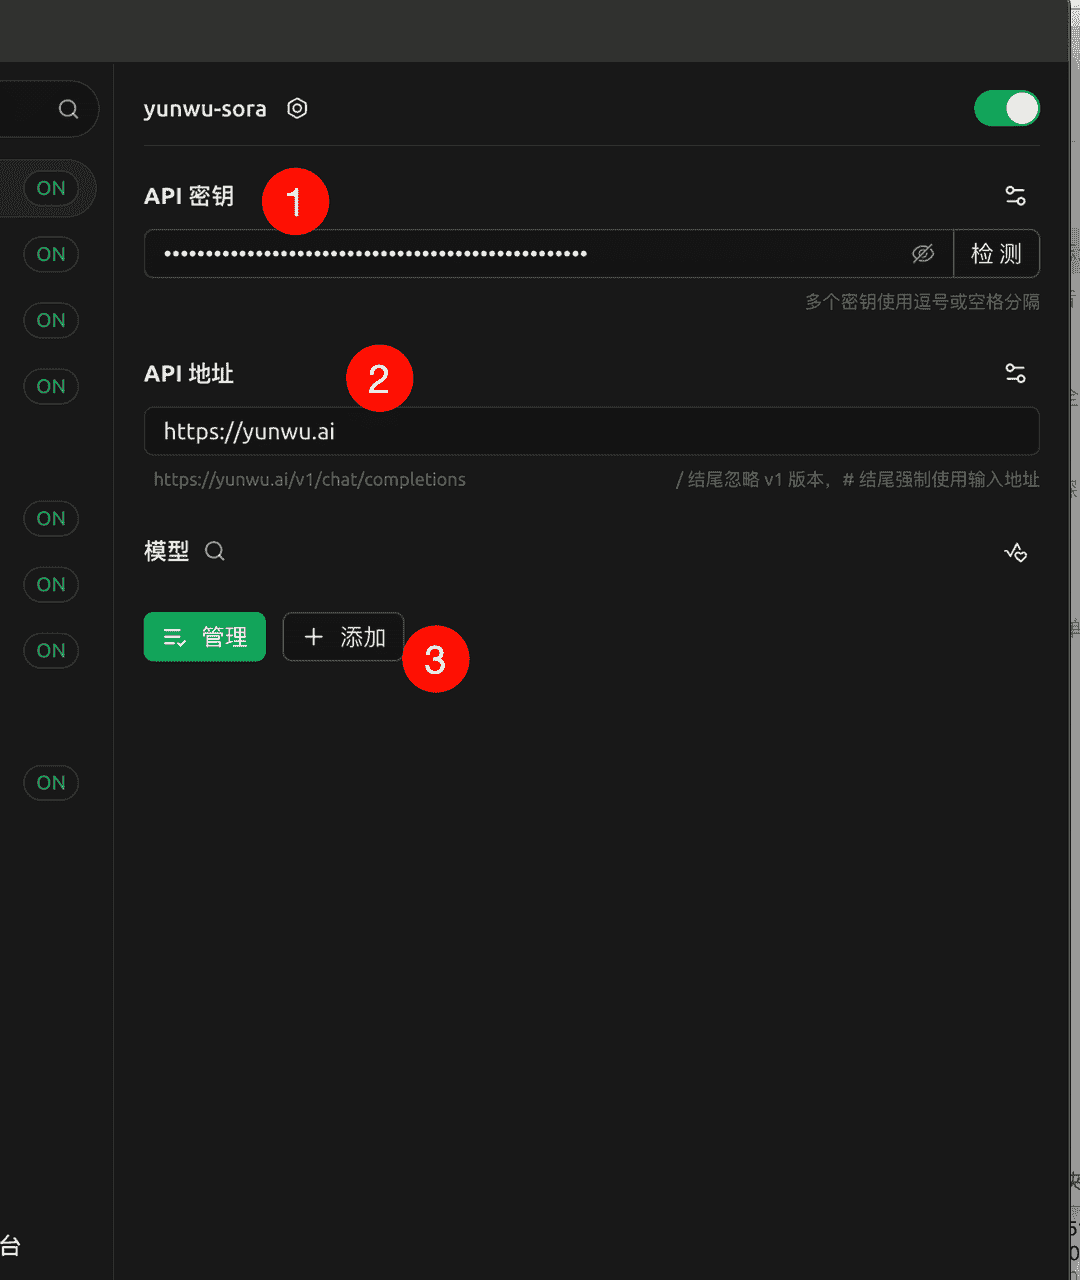 yunwu-sora
ON
API 密钥
1
ON
••••••••••••••••••••••••••••••••••••••••••••••••••• 检测
多个密钥使用逗号或空格分隔
ON
API 地址
2
ON
https://yunwu.ai
https://yunwu.ai/v1/chat/completions
/ 结尾忽略 v1 版本，# 结尾强制使用输入地址
ON
模型
ON
管理
添加
3
ON
ON
台